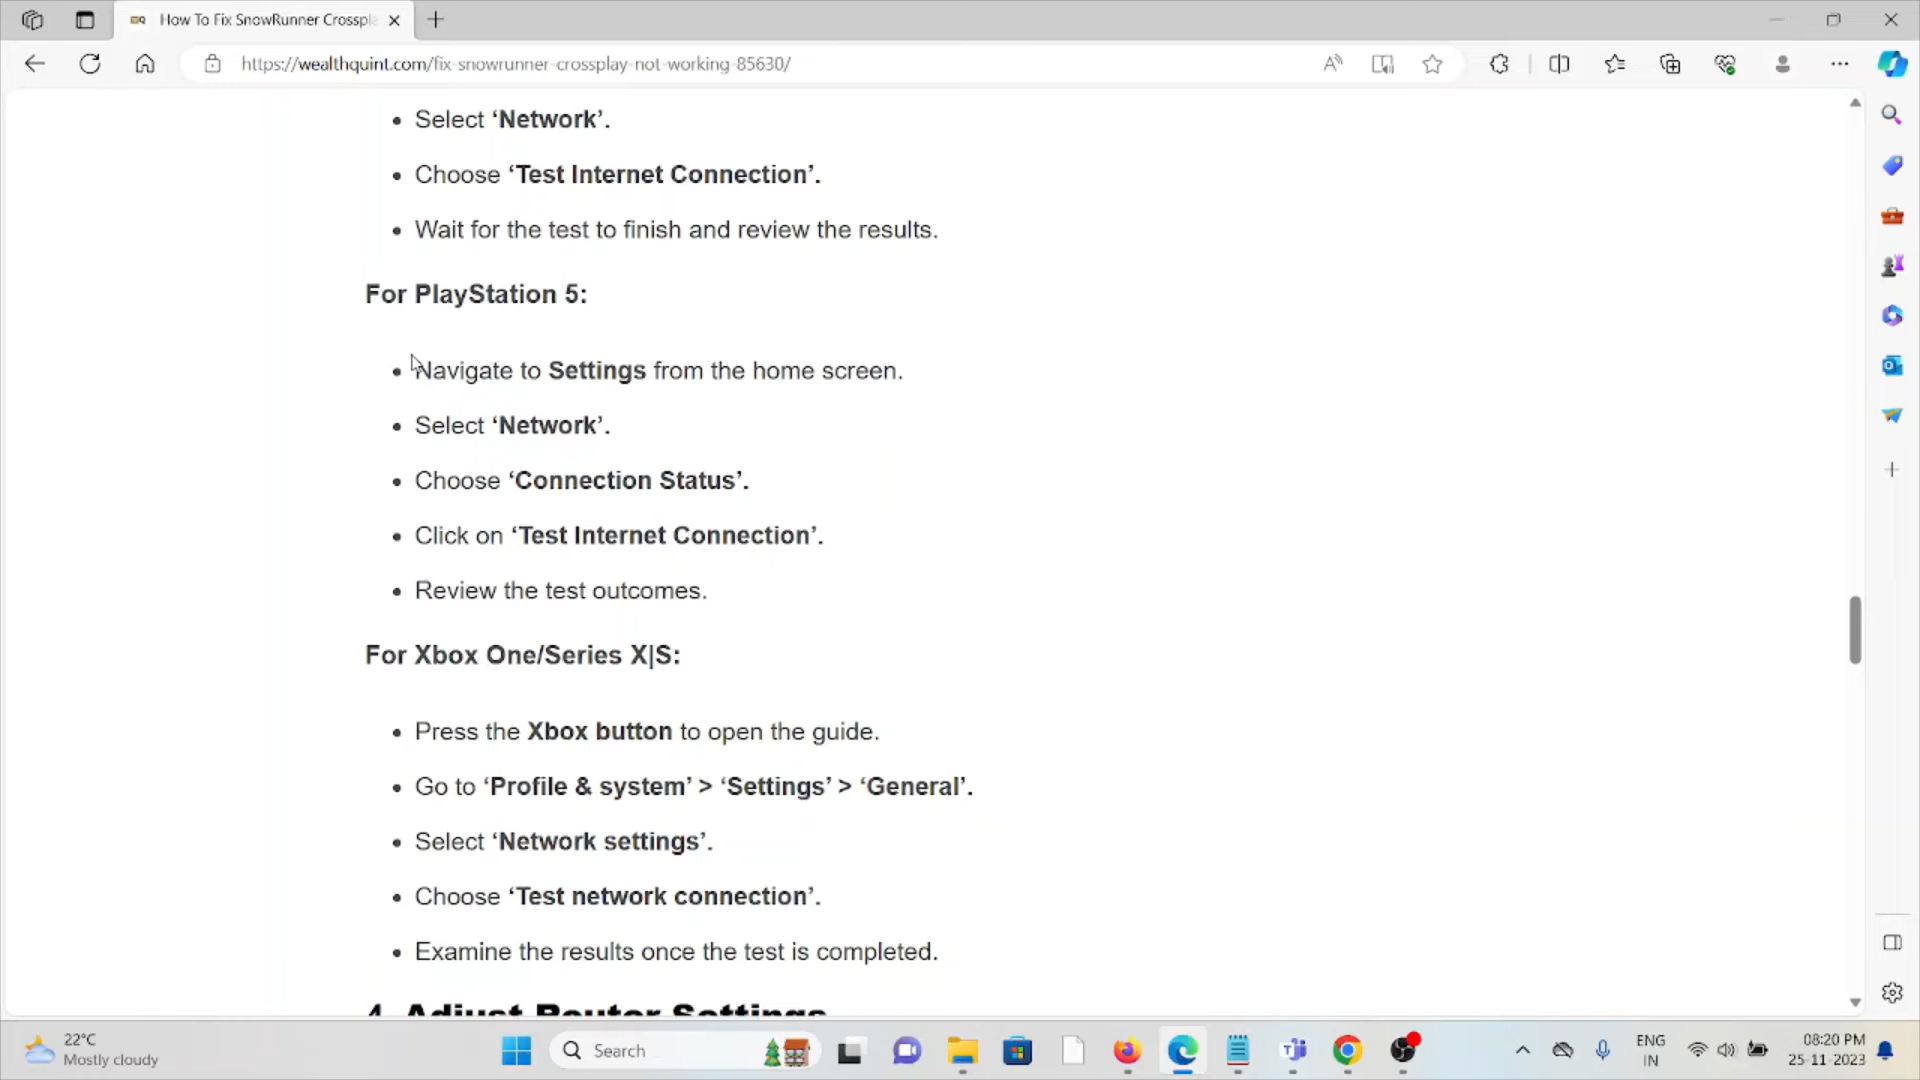 How To Fix SnowRunner Crosspl
https://wealthquint.com/fix-snowrunner-crossplay-not-working-85630/
• Select ‘Network’.
• Choose ‘Test Internet Connection’.
• Wait for the test to finish and review the results.
For PlayStation 5:
• Navigate to Settings from the home screen.
• Select ‘Network’.
• Choose ‘Connection Status’.
• Click on ‘Test Internet Connection’.
• Review the test outcomes.
For Xbox One/Series X|S:
• Press the Xbox button to open the guide.
• Go to ‘Profile & system’ > ‘Settings’ > ‘General’.
• Select ‘Network settings’.
• Choose ‘Test network connection’.
• Examine the results once the test is completed.
4. Adjust Router Settings
22°C
Mostly cloudy
Search
ENG
IN
08:20 PM
25-11-2023